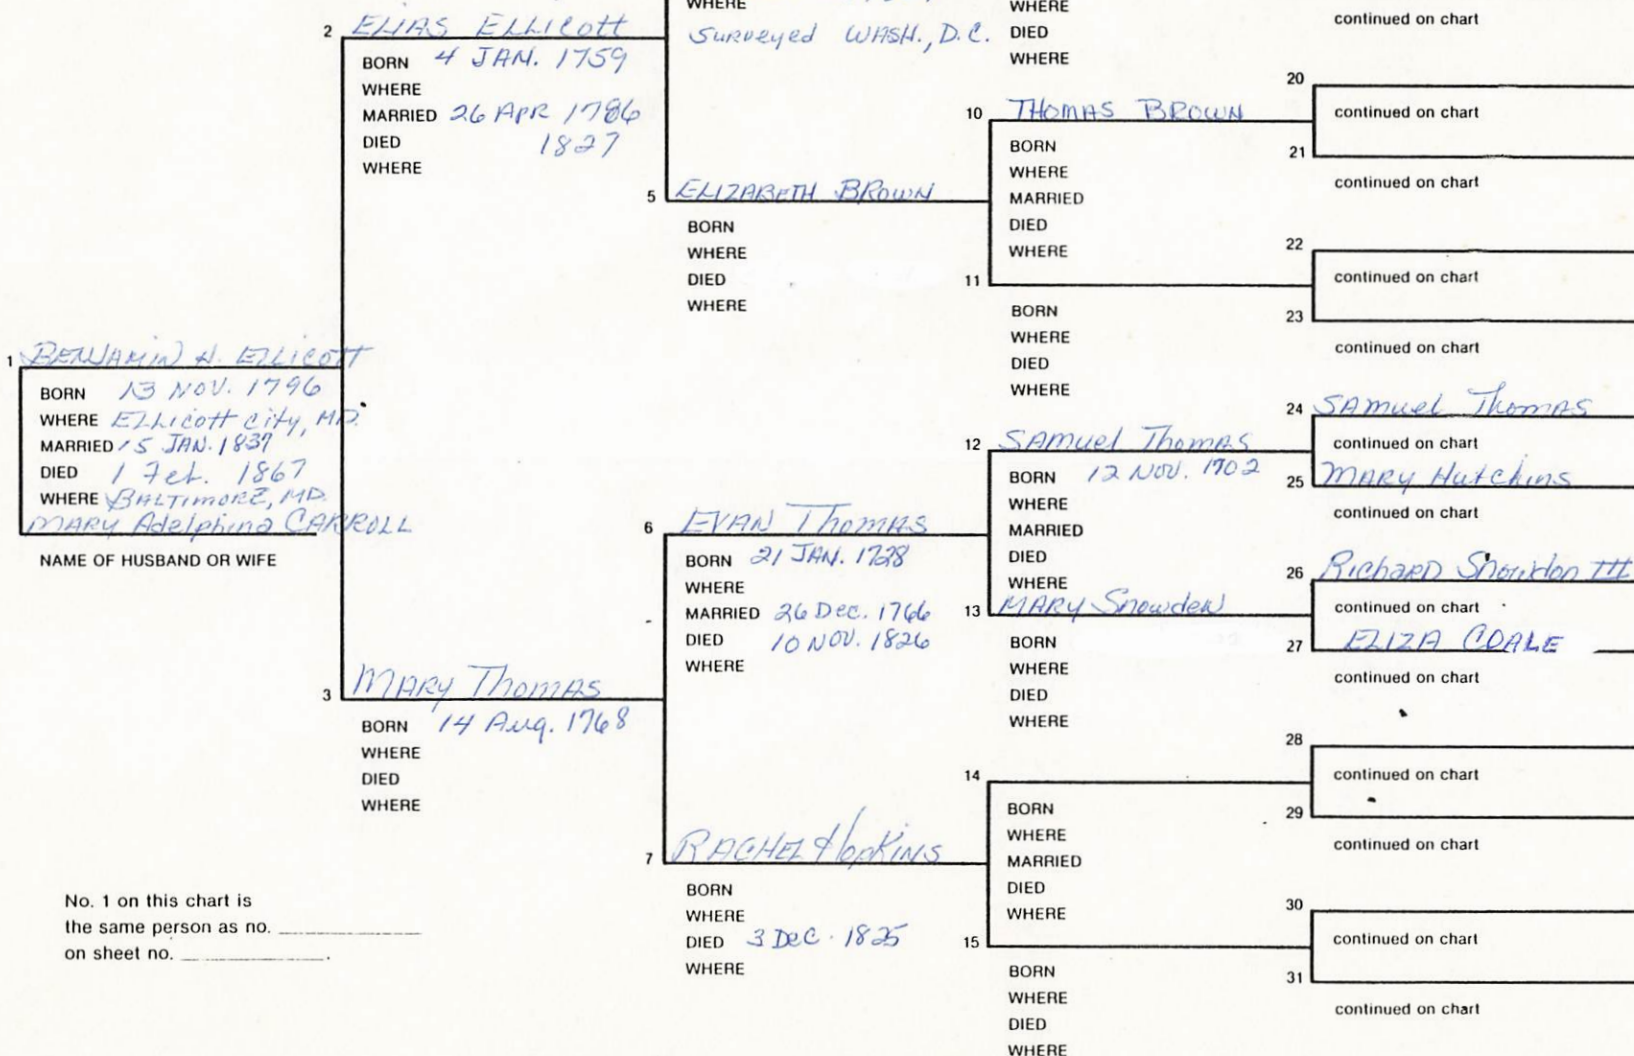 WHERE
WHERE
continued on chart
2 ELIAS ELLICOTT
Surveyed WASH., D.C.
DIED
WHERE
BORN 4 JAN. 1759
WHERE
MARRIED 26 APR 1786
DIED 1827
WHERE
20
continued on chart
10 THOMAS BROWN
BORN
WHERE
MARRIED
DIED
WHERE
21
continued on chart
5 ELIZABETH BROWN
BORN
WHERE
DIED
WHERE
22
continued on chart
11
BORN
WHERE
DIED
WHERE
23
continued on chart
1 BENJAMIN H. ELLICOTT
BORN 13 NOV. 1796
WHERE Ellicott City, MD.
MARRIED 15 JAN. 1837
DIED 1 Feb. 1867
WHERE BALTIMORE, MD.
MARY Adelphina CARROLL
NAME OF HUSBAND OR WIFE
24 SAMUEL Thomas
continued on chart
12 SAMUEL Thomas
BORN 12 NOV. 1702
WHERE
MARRIED
DIED
WHERE
25 MARY Hutchins
continued on chart
6 EVAN Thomas
BORN 21 JAN. 1728
WHERE
MARRIED 26 Dec. 1766
DIED 10 NOV. 1826
WHERE
26 RichARD Snowdon III
continued on chart
13 MARY Snowden
BORN
WHERE
DIED
WHERE
27 ELIZA COALE
continued on chart
3 MARY Thomas
BORN 14 Aug. 1768
WHERE
DIED
WHERE
28
continued on chart
14
BORN
WHERE
MARRIED
DIED
WHERE
29
continued on chart
7 RACHEL HopKINS
BORN
WHERE
DIED 3 Dec. 1825
WHERE
30
continued on chart
15
BORN
WHERE
DIED
WHERE
31
continued on chart
No. 1 on this chart is
the same person as no.
on sheet no.